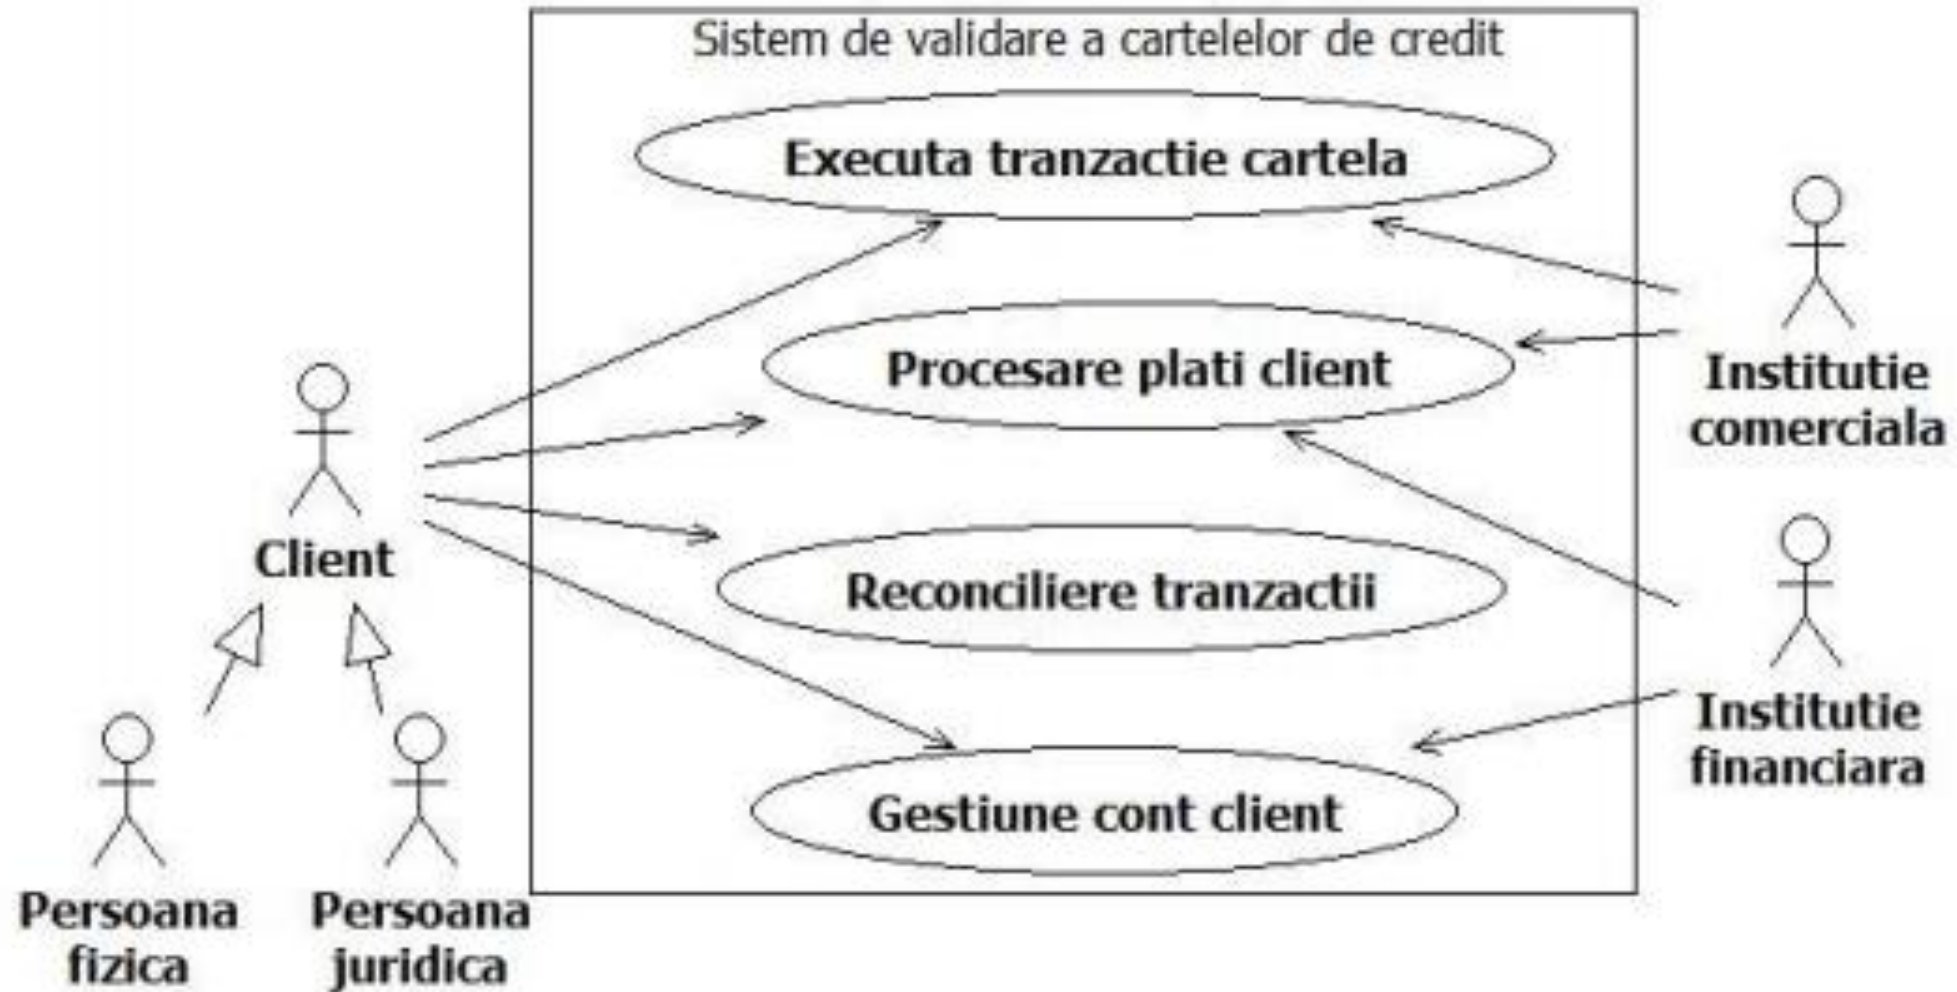 Sistem de validare a cartelelor de credit
Executa tranzactie cartela
Procesare plati client
Institutie
comerciala
Client
Reconciliere tranzactii
Institutie
financiara
Gestiune cont client
Persoana
fizica
Persoana
juridica